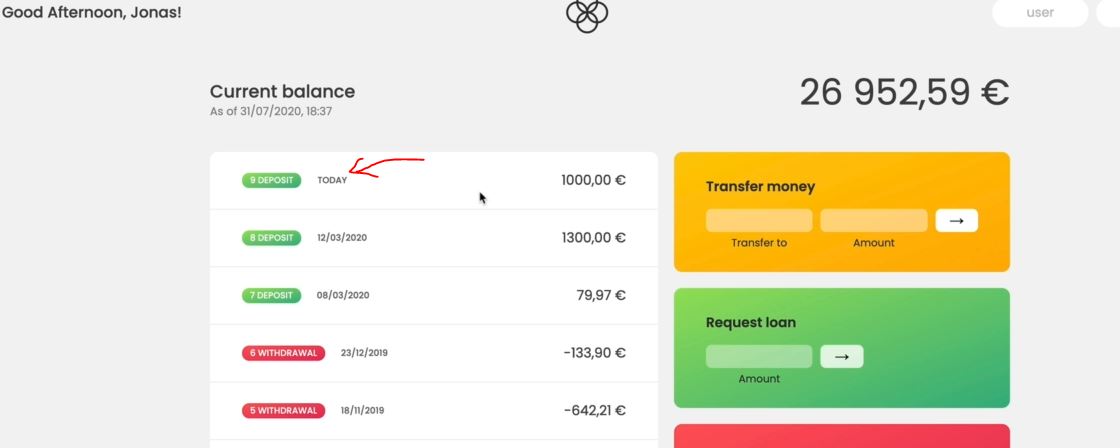 Good Afternoon, Jonas!
user
Current balance
As of 31/07/2020, 18:37
26 952,59 €
9 DEPOSIT TODAY 1000,00 €
8 DEPOSIT 12/03/2020 1300,00 €
7 DEPOSIT 08/03/2020 79,97 €
6 WITHDRAWAL 23/12/2019 -133,90 €
5 WITHDRAWAL 18/11/2019 -642,21 €
Transfer money
→
Transfer to Amount
Request loan
→
Amount